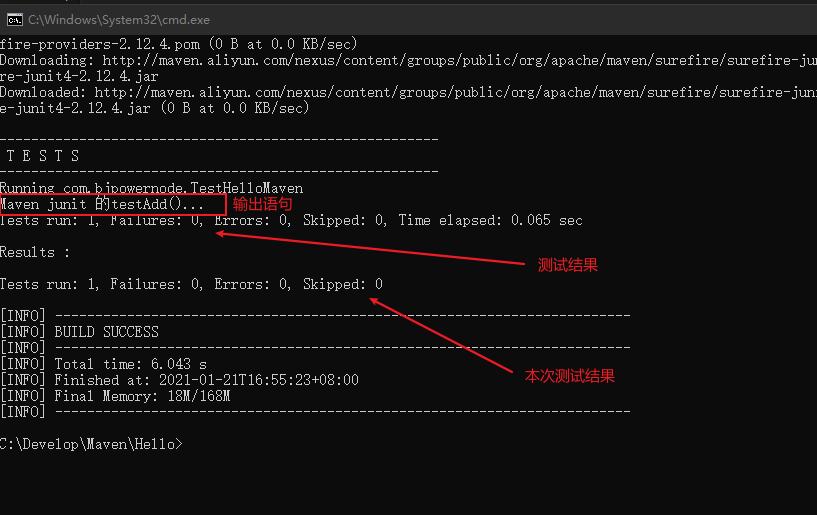 C:\Windows\System32\cmd.exe
fire-providers-2.12.4.pom (0 B at 0.0 KB/sec)
Downloading: http://maven.aliyun.com/nexus/content/groups/public/org/apache/maven/surefire/surefire-ju
re-junit4-2.12.4.jar
Downloaded: http://maven.aliyun.com/nexus/content/groups/public/org/apache/maven/surefire/surefire-juni
e-junit4-2.12.4.jar (0 B at 0.0 KB/sec)
-------------------------------------------------------
T E S T S
-------------------------------------------------------
Running com.bjpowernode.TestHelloMaven
Maven junit 的testAdd()... 输出语句
Tests run: 1, Failures: 0, Errors: 0, Skipped: 0, Time elapsed: 0.065 sec
Results :
测试结果
Tests run: 1, Failures: 0, Errors: 0, Skipped: 0
[INFO] ------------------------------------------------------------------------
[INFO] BUILD SUCCESS
[INFO] ------------------------------------------------------------------------
[INFO] Total time: 6.043 s
[INFO] Finished at: 2021-01-21T16:55:23+08:00
本次测试结果
[INFO] Final Memory: 18M/168M
[INFO] ------------------------------------------------------------------------
C:\Develop\Maven\Hello>